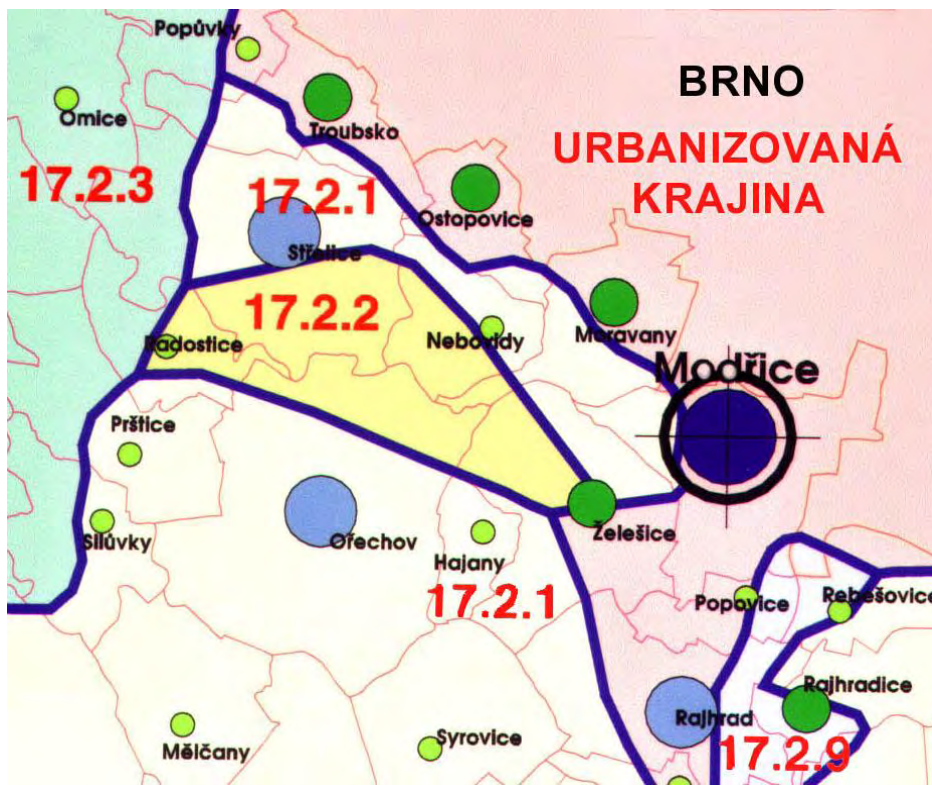 Popůvky
BRNO
Omice
Troubsko
URBANIZOVANÁ
KRAJINA
17.2.3
17.2.1
Ostopovice
Střelice
17.2.2
Radostice
Nebovidy
Moravany
Modřice
Prštice
Silůvky
Ořechov
Hajany
Želešice
17.2.1
Popovice
Rebešovice
Rajhradice
Rajhrad
Mělčany
Syrovice
17.2.9